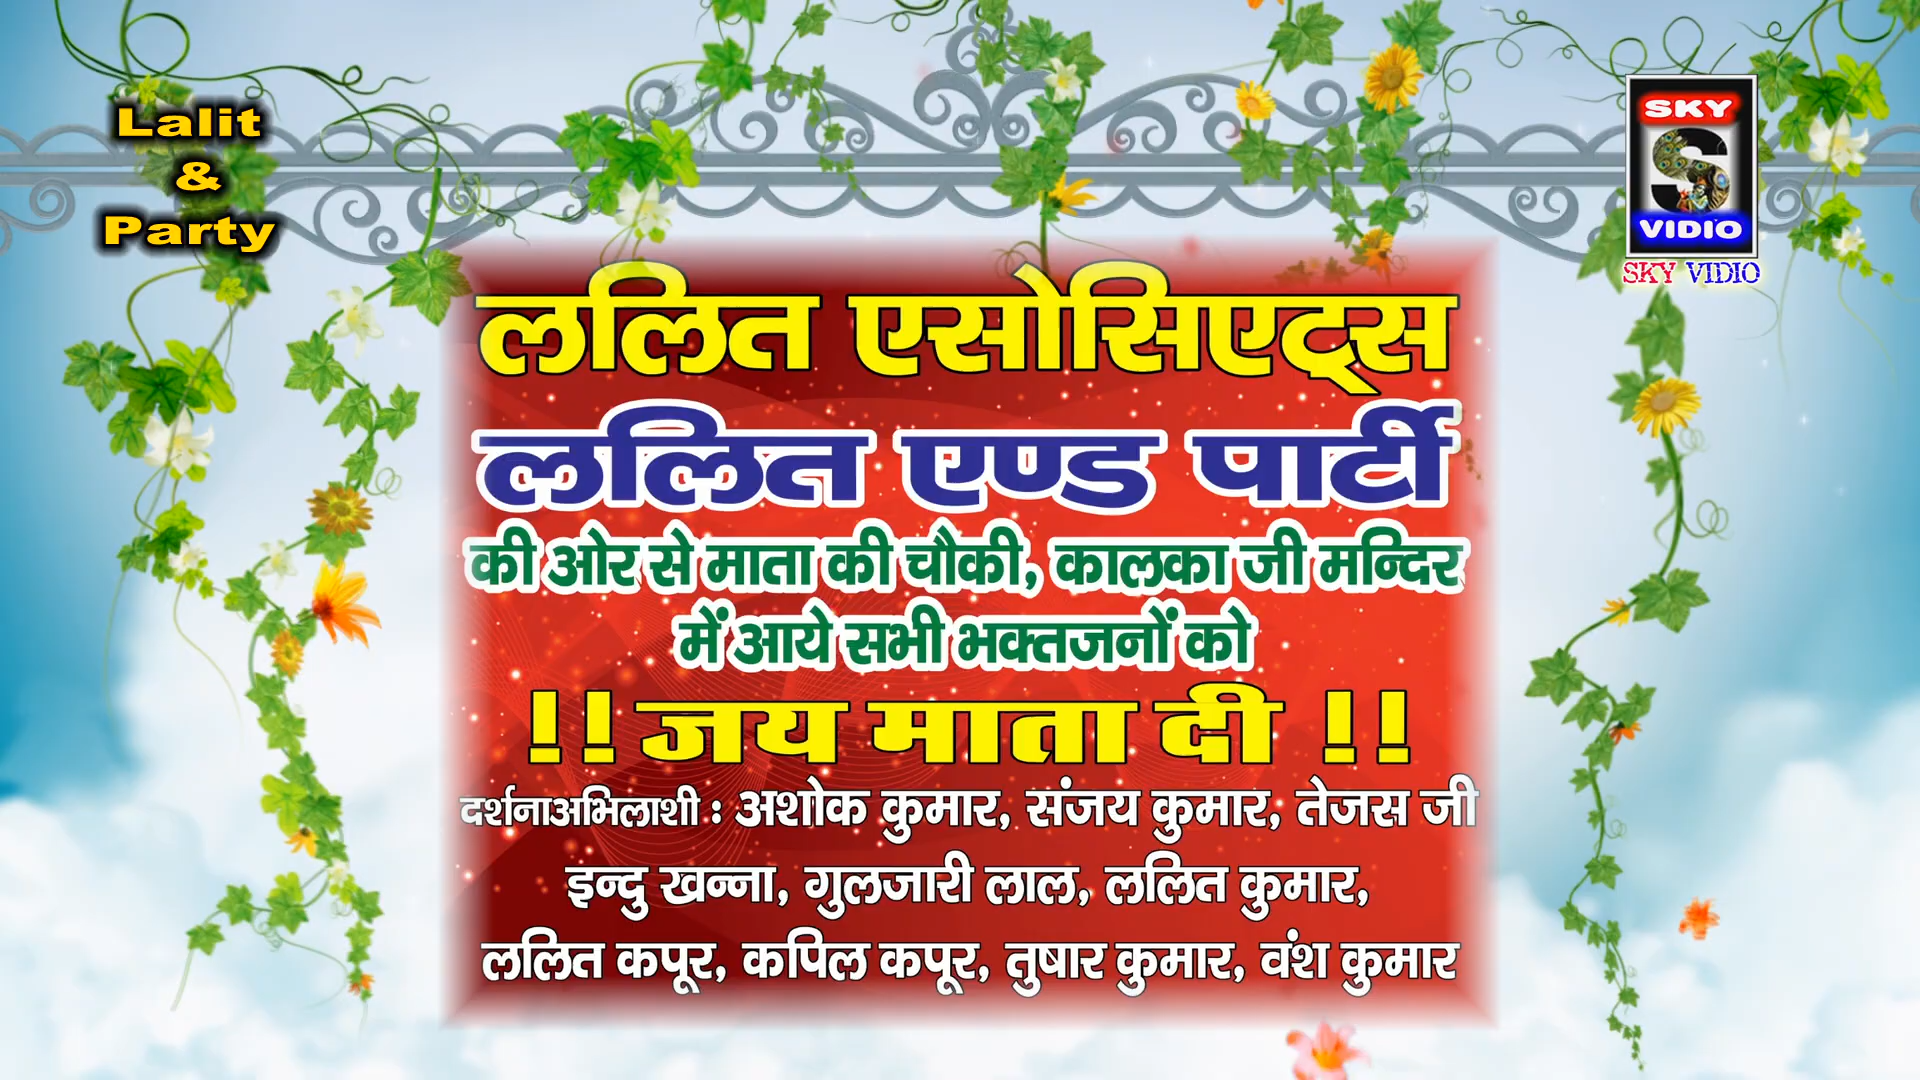 Lalit
&
Party
SKY
S
VIDIO
SKY VIDIO
ललित एसोसिएट्स
ललित एण्ड पार्टी
की ओर से माता की चौकी, कालका जी मन्दिर
में आये सभी भक्तजनों को
!! जय माता दी !!
दर्शनाअभिलाशी : अशोक कुमार, संजय कुमार, तेजस जी
इन्दु खन्ना, गुलजारी लाल, ललित कुमार,
ललित कपूर, कपिल कपूर, तुषार कुमार, वंश कुमार